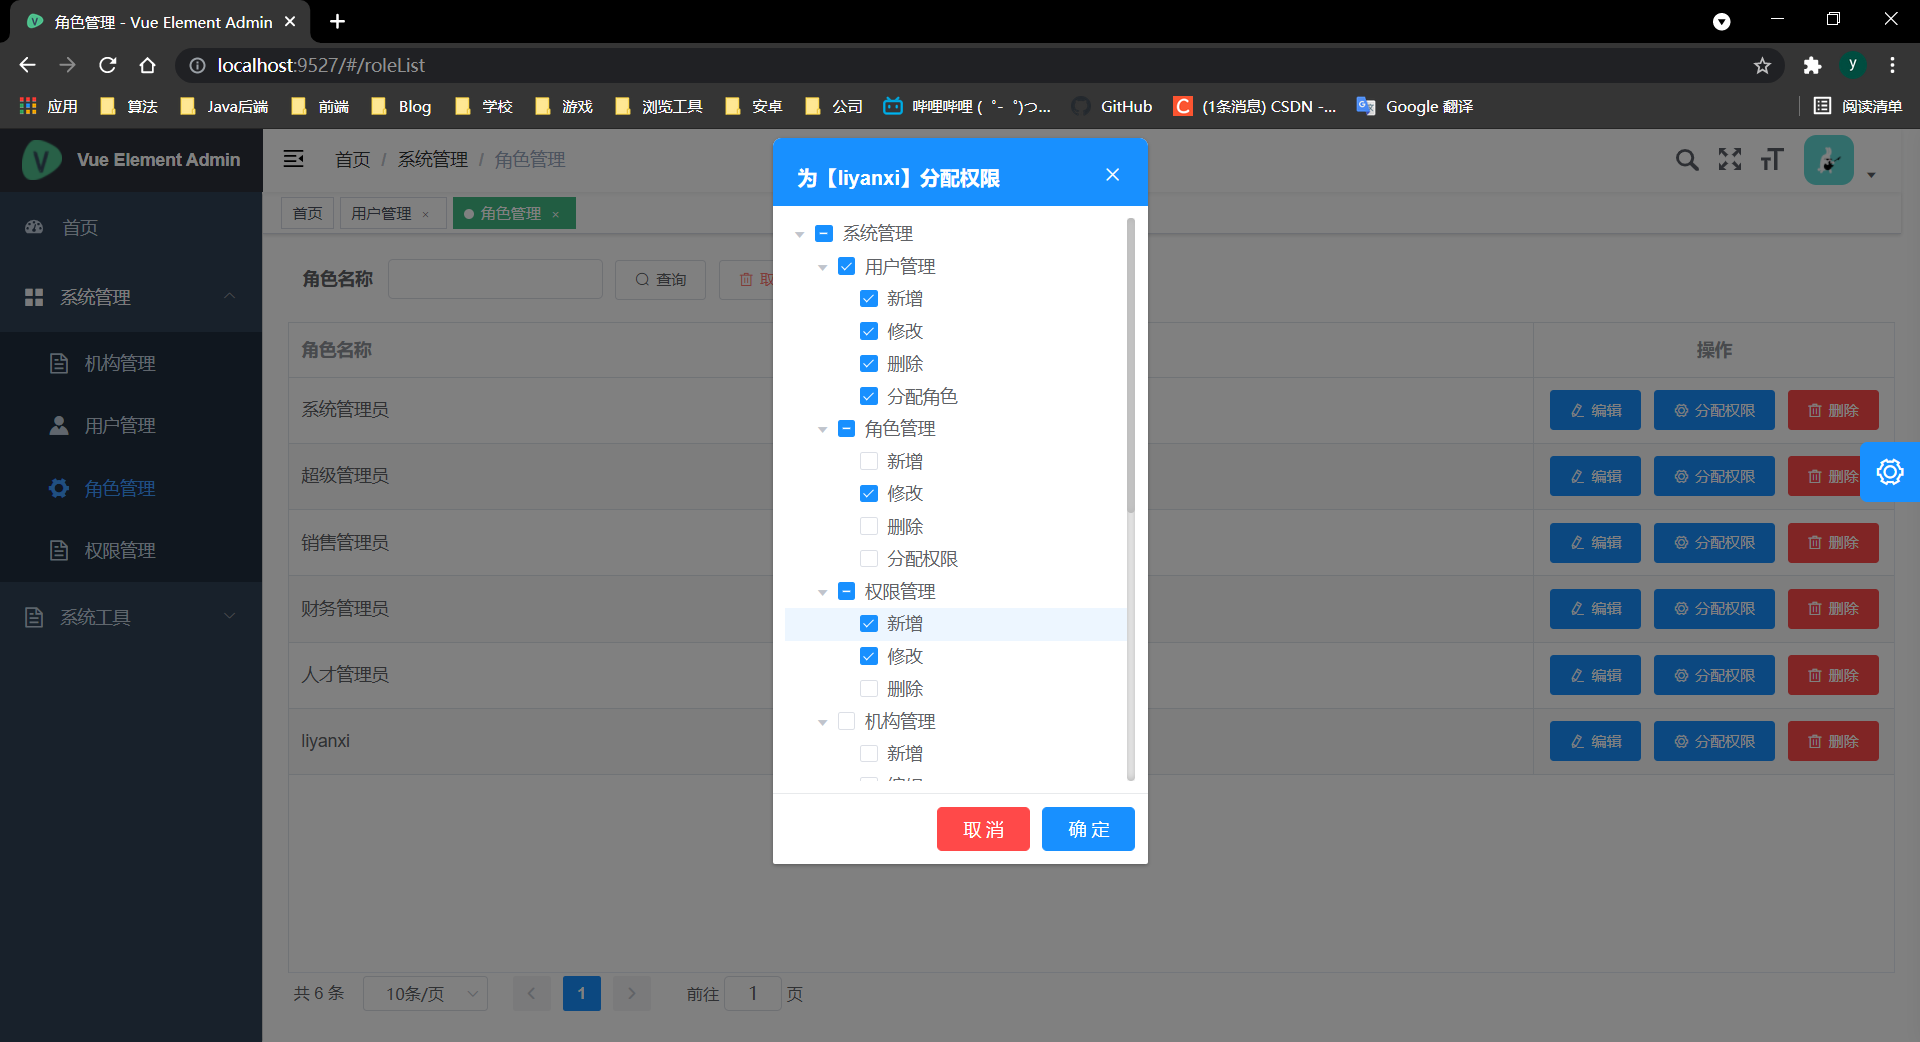 角色管理 - Vue Element Admin
localhost:9527/#/roleList
应用 算法 Java后端 前端 Blog 学校 游戏 浏览工具 安卓 公司 哔哩哔哩 ( ゜- ゜)つ... GitHub (1条消息) CSDN -... Google 翻译 阅读清单
Vue Element Admin
首页
系统管理
机构管理
用户管理
角色管理
权限管理
系统工具
首页 / 系统管理 / 角色管理
首页 用户管理 × 角色管理 ×
角色名称 查询 取
角色名称 操作
系统管理员 编辑 分配权限 删除
超级管理员 编辑 分配权限 删除
销售管理员 编辑 分配权限 删除
财务管理员 编辑 分配权限 删除
人才管理员 编辑 分配权限 删除
liyanxi 编辑 分配权限 删除
共 6 条 10条/页 1 前往 1 页
为【liyanxi】分配权限
系统管理
用户管理
新增
修改
删除
分配角色
角色管理
新增
修改
删除
分配权限
权限管理
新增
修改
删除
机构管理
新增
取 消 确 定